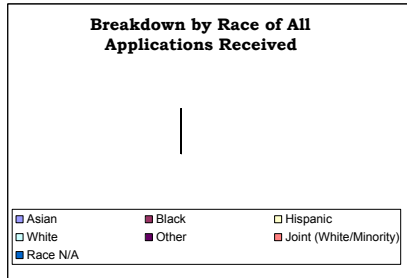 Breakdown by Race of All
Applications Received
Asian Black Hispanic
White Other Joint (White/Minority)
Race N/A